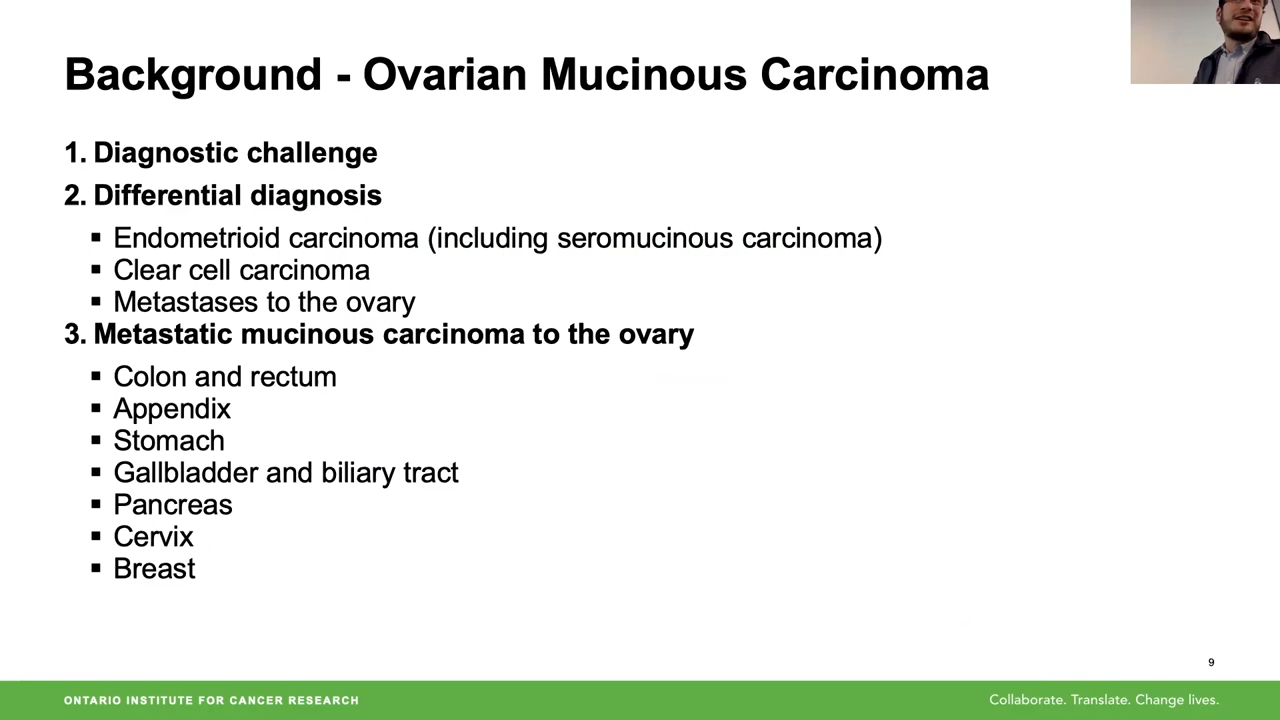 Background - Ovarian Mucinous Carcinoma
1. Diagnostic challenge
2. Differential diagnosis
▪ Endometrioid carcinoma (including seromucinous carcinoma)
▪ Clear cell carcinoma
▪ Metastases to the ovary
3. Metastatic mucinous carcinoma to the ovary
▪ Colon and rectum
▪ Appendix
▪ Stomach
▪ Gallbladder and biliary tract
▪ Pancreas
▪ Cervix
▪ Breast
9
ONTARIO INSTITUTE FOR CANCER RESEARCH
Collaborate. Translate. Change lives.